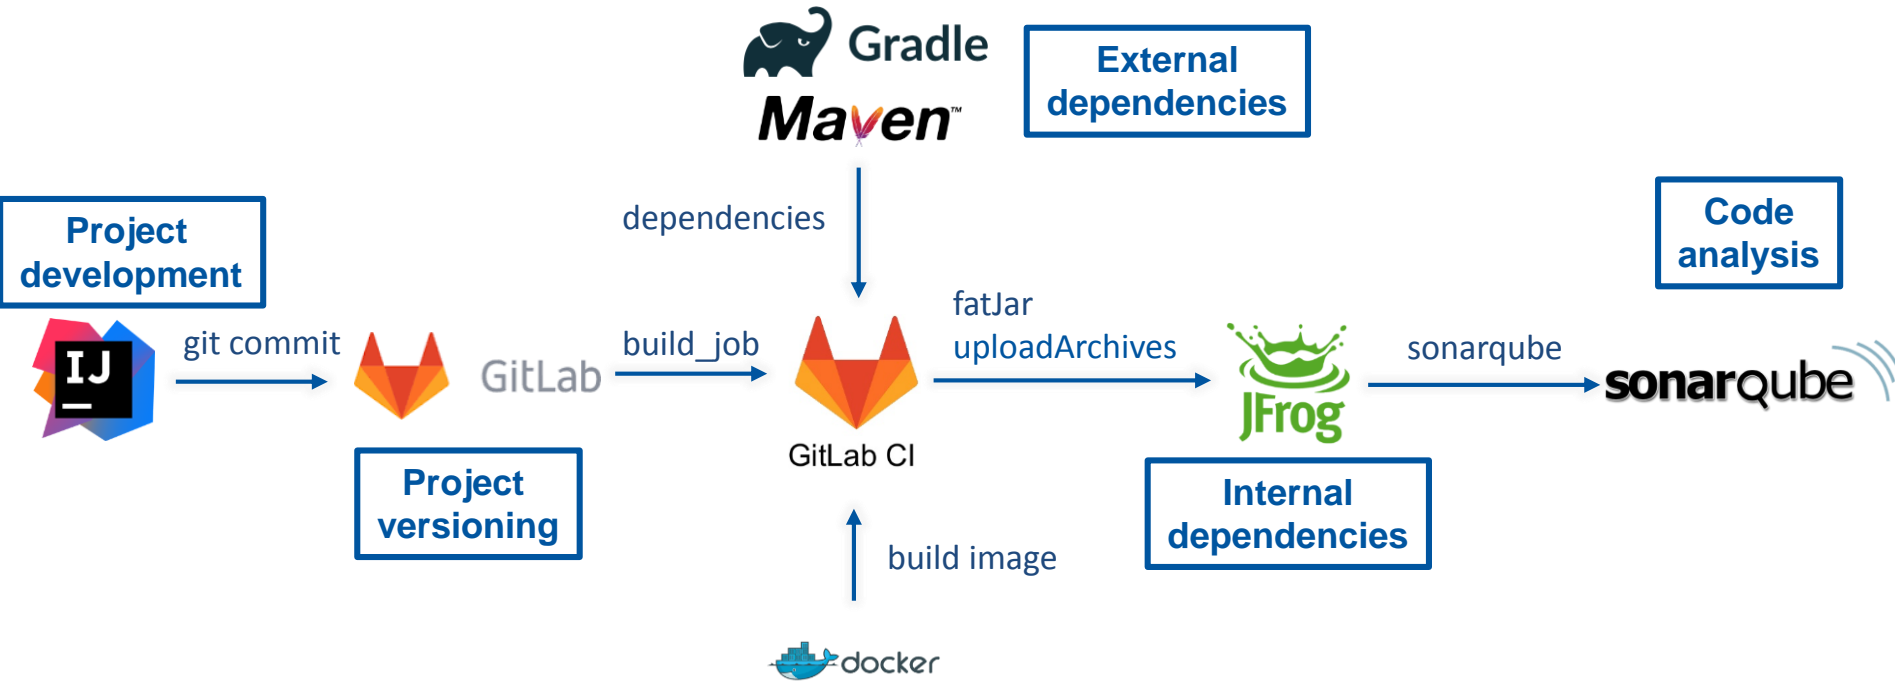 Gradle
Maven™
External
dependencies
Project
development
dependencies
Code
analysis
IJ
git commit
GitLab
build_job
GitLab CI
fatJar
uploadArchives
JFrog
sonarqube
sonarqube
Project
versioning
Internal
dependencies
build image
docker